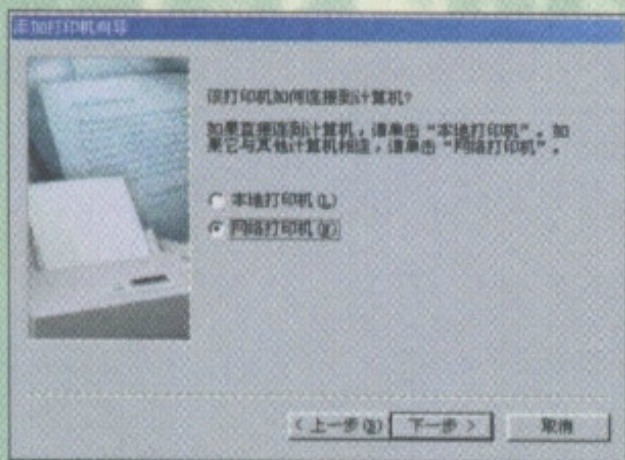 添加打印机向导
该打印机如何连接到计算机?
如果直接连到计算机，请单击“本地打印机”。如
果它与其他计算机相连，请单击“网络打印机”。
本地打印机(L)
网络打印机(E)
<上一步(B) 下一步 > 取消